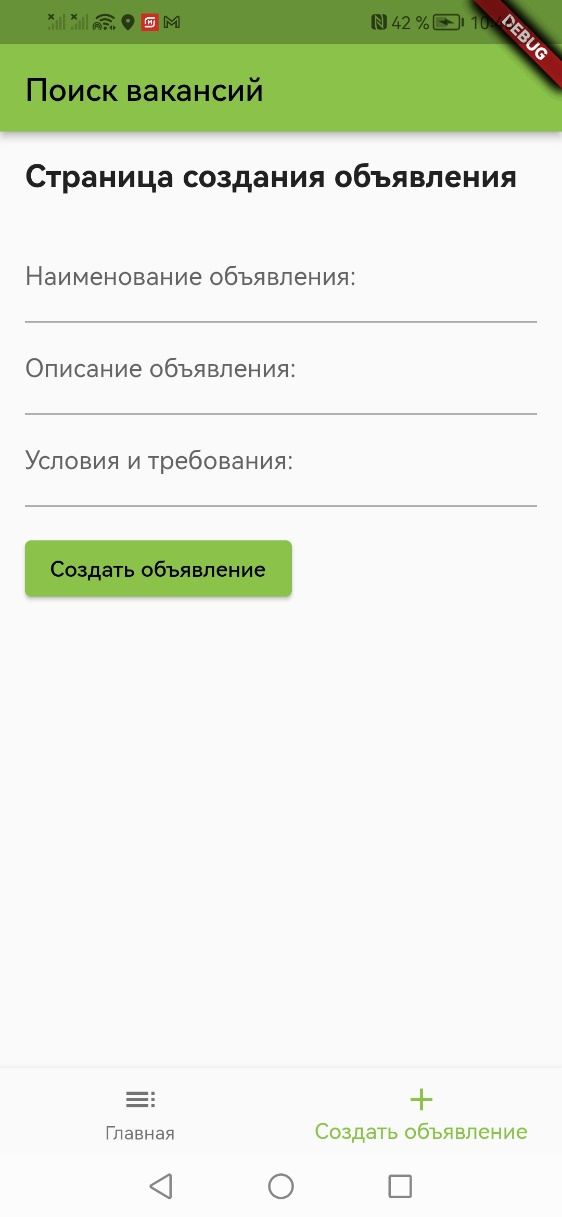 42 %
DEBUG
Поиск вакансий
Страница создания объявления
Наименование объявления:
Описание объявления:
Условия и требования:
Создать объявление
Главная
Создать объявление